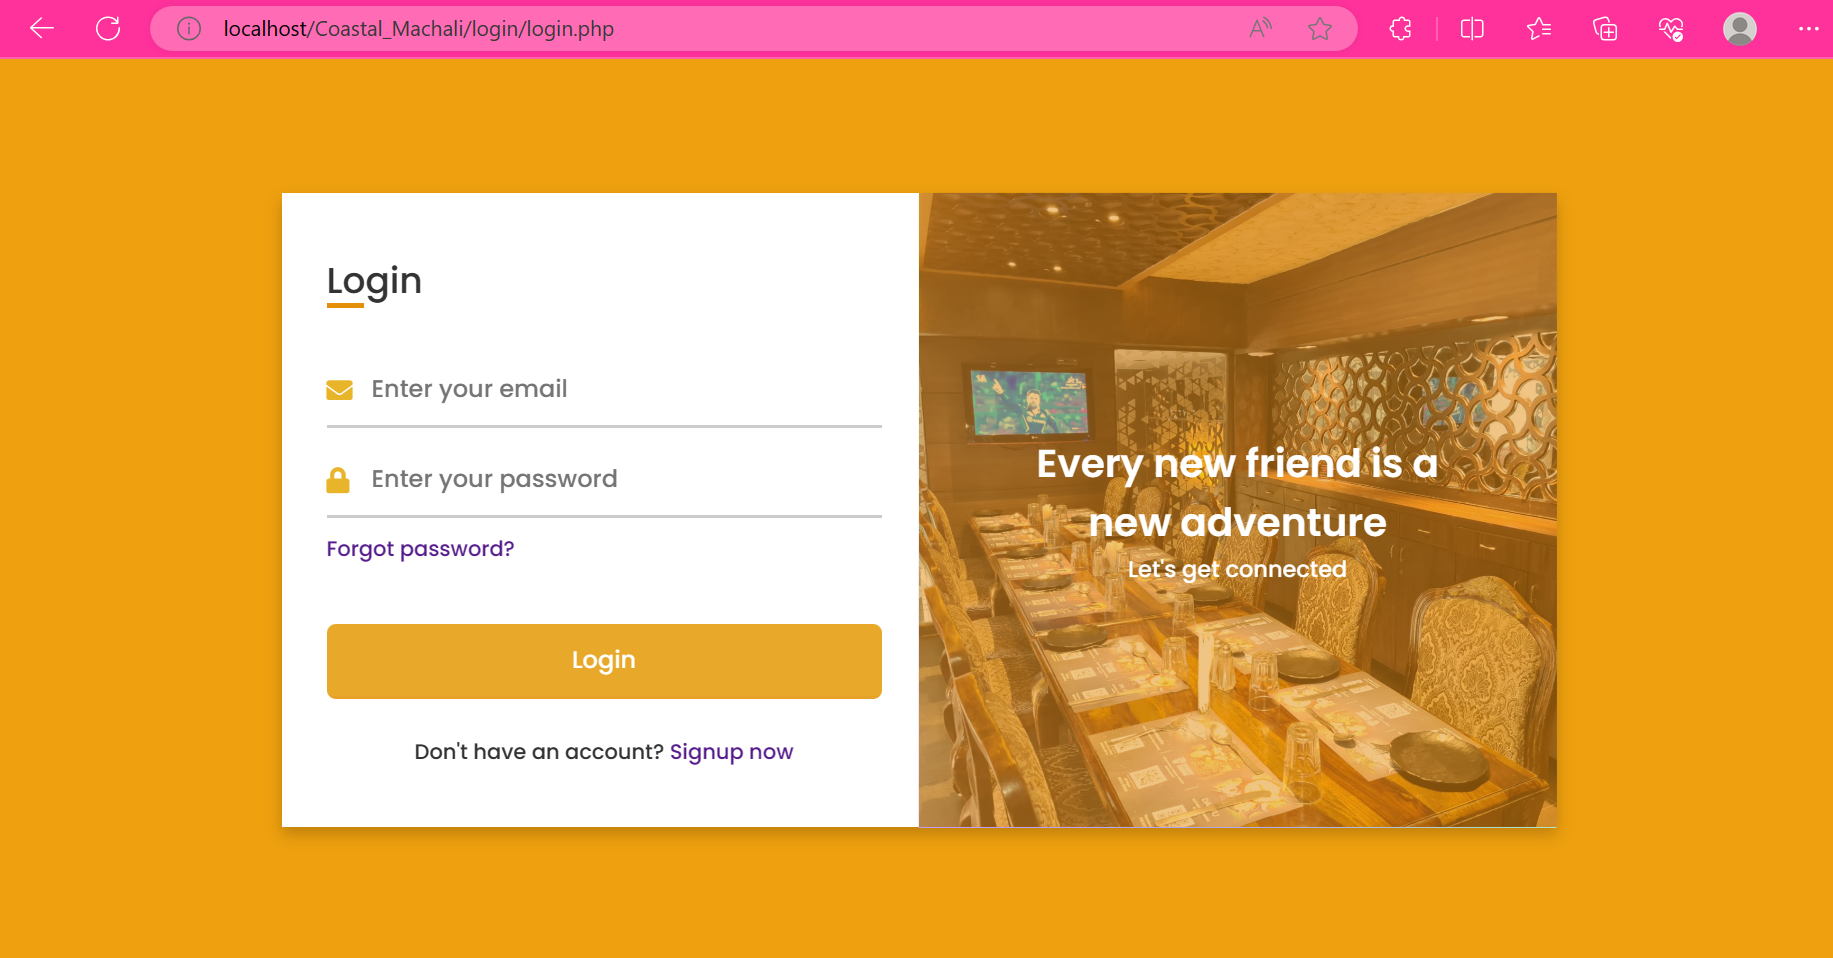 localhost/Coastal_Machali/login/login.php
Login
Enter your email
Enter your password
Forgot password?
Login
Don't have an account? Signup now
Every new friend is a
new adventure
Let's get connected